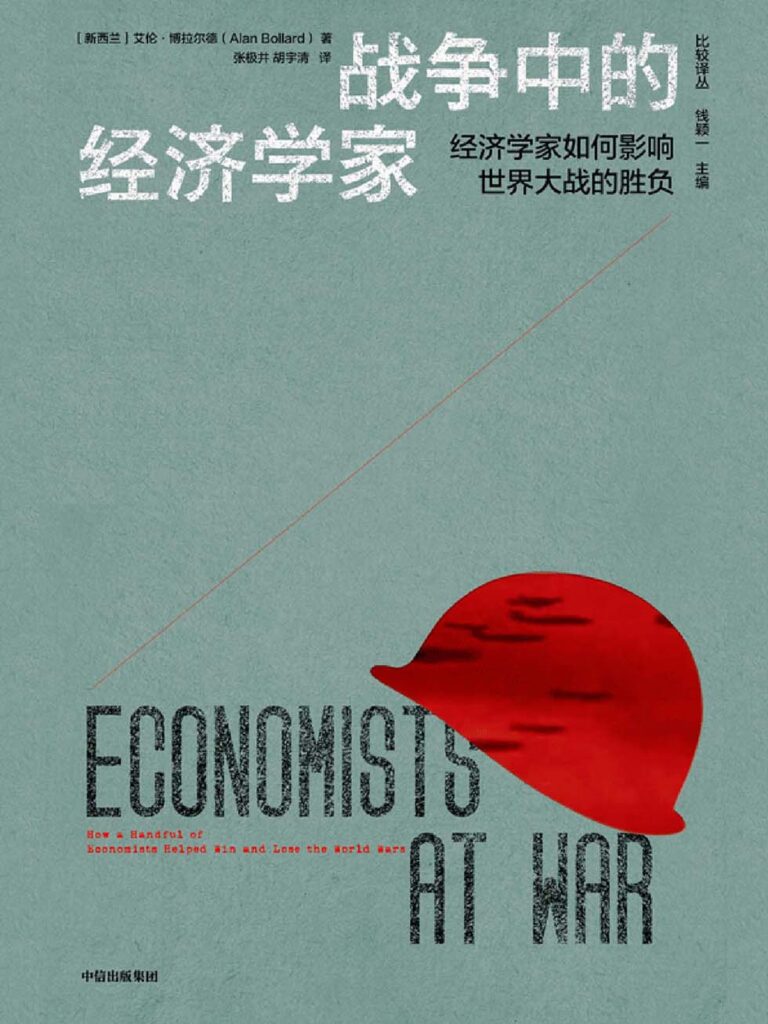 [新西兰]艾伦·博拉尔德（Alan Bollard）著
张极井 胡宇清 译
战争中的
经济学家
经济学家如何影响
世界大战的胜负
比较译丛 钱颖一 主编
ECONOMISTS
How a Handful of
Economists Helped Win and Lose the World Wars
AT WAR
中信出版集团